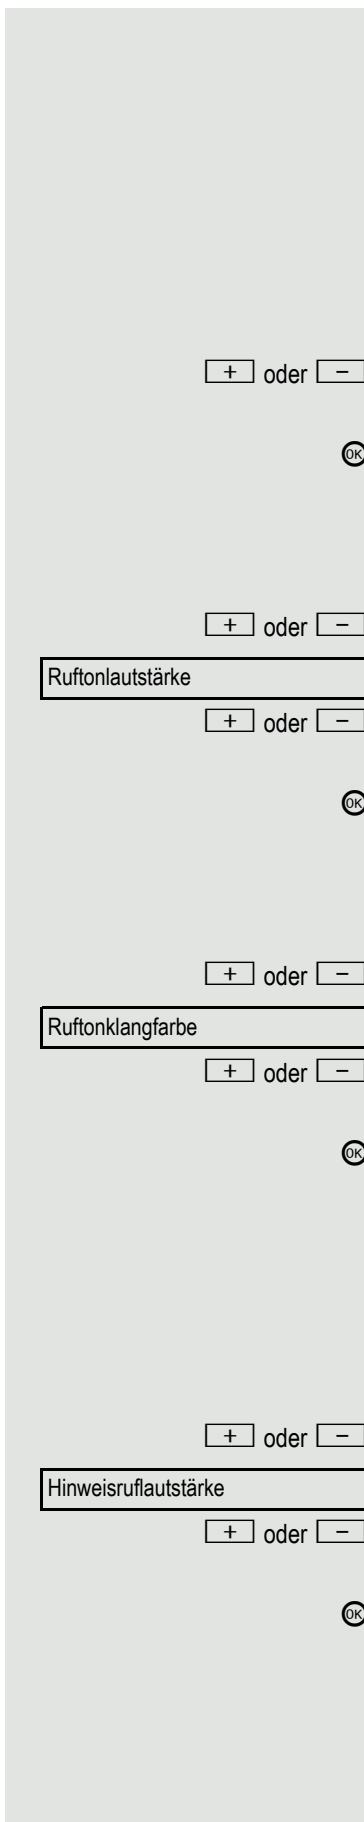 + oder −
OK
+ oder −
Ruftonlautstärke
+ oder −
OK
+ oder −
Ruftonklangfarbe
+ oder −
OK
+ oder −
Hinweisruflautstärke
+ oder −
OK